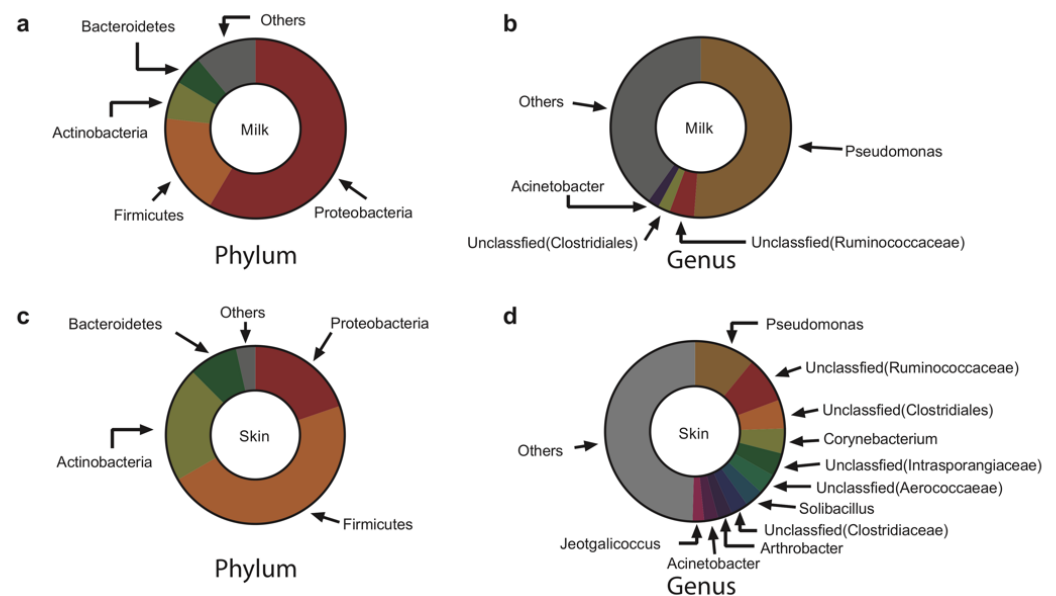 a
Others
Bacteroidetes
Actinobacteria
Milk
Firmicutes
Proteobacteria
Phylum
b
Others
Milk
Pseudomonas
Acinetobacter
Unclassfied(Clostridiales)
Unclassfied(Ruminococcaceae)
Genus
c
Others
Bacteroidetes
Proteobacteria
Skin
Actinobacteria
Firmicutes
Phylum
d
Pseudomonas
Unclassfied(Ruminococcaceae)
Unclassfied(Clostridiales)
Skin
Corynebacterium
Others
Unclassfied(Intrasporangiaceae)
Unclassfied(Aerococcaeae)
Solibacillus
Unclassfied(Clostridiaceae)
Jeotgalicoccus
Arthrobacter
Acinetobacter
Genus